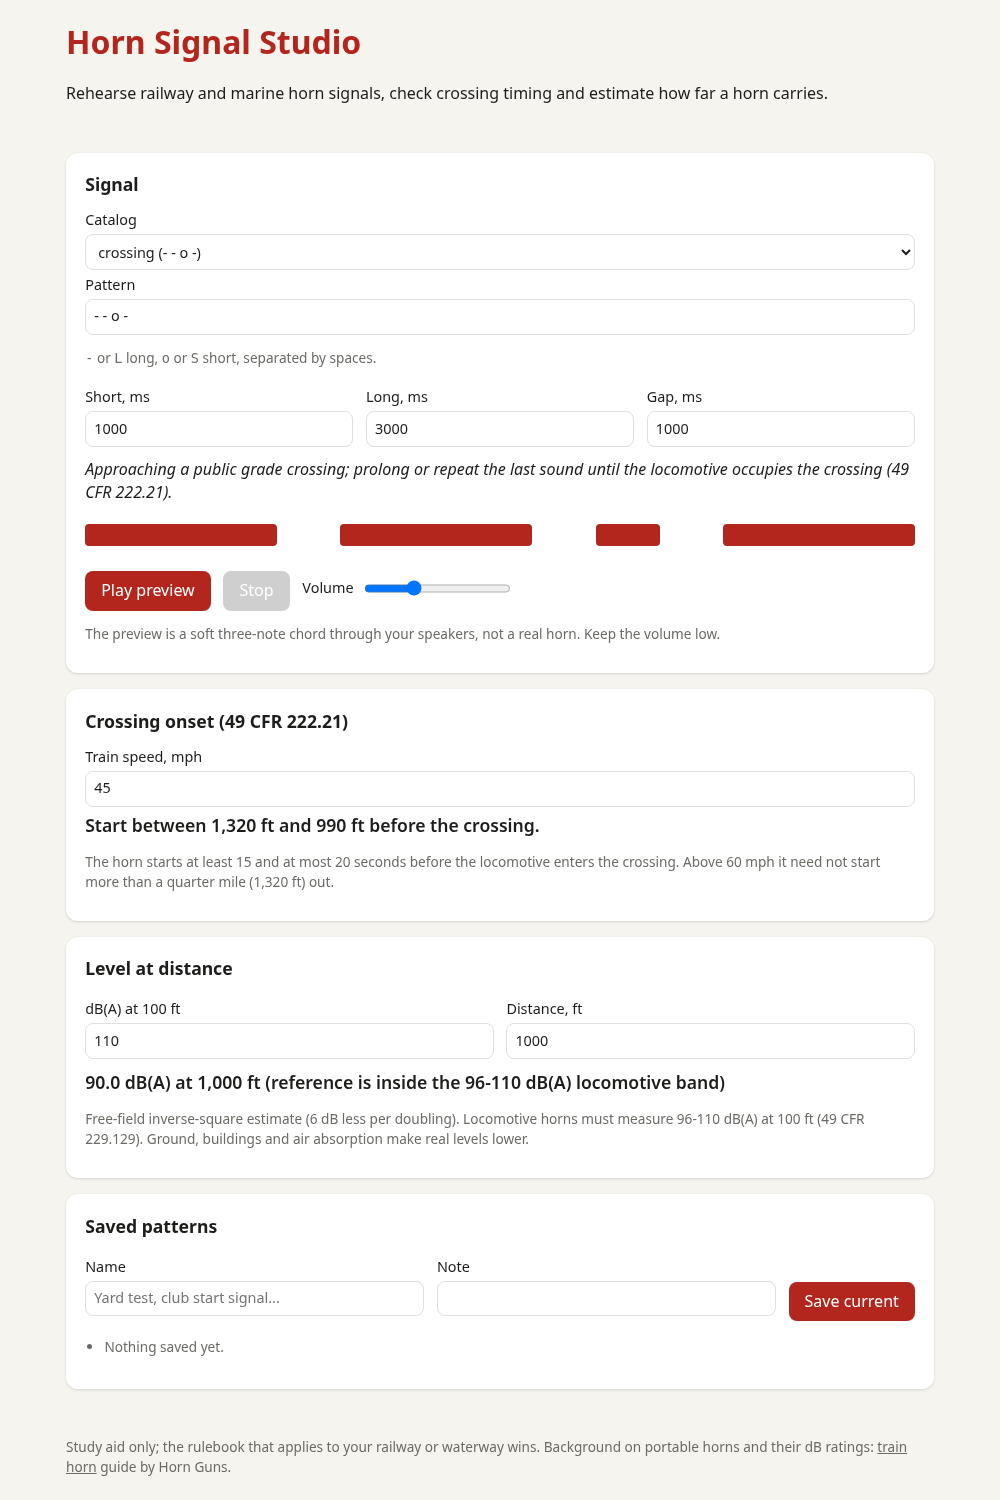 Horn Signal Studio
Rehearse railway and marine horn signals, check crossing timing and estimate how far a horn carries.
Signal
Catalog
crossing (- - o -)
Pattern
- - o -
- or L long, o or S short, separated by spaces.
Short, ms
Long, ms
Gap, ms
1000
3000
1000
Approaching a public grade crossing; prolong or repeat the last sound until the locomotive occupies the crossing (49
CFR 222.21).
Play preview
Stop
Volume
The preview is a soft three-note chord through your speakers, not a real horn. Keep the volume low.
Crossing onset (49 CFR 222.21)
Train speed, mph
45
Start between 1,320 ft and 990 ft before the crossing.
The horn starts at least 15 and at most 20 seconds before the locomotive enters the crossing. Above 60 mph it need not start
more than a quarter mile (1,320 ft) out.
Level at distance
dB(A) at 100 ft
Distance, ft
110
1000
90.0 dB(A) at 1,000 ft (reference is inside the 96-110 dB(A) locomotive band)
Free-field inverse-square estimate (6 dB less per doubling). Locomotive horns must measure 96-110 dB(A) at 100 ft (49 CFR
229.129). Ground, buildings and air absorption make real levels lower.
Saved patterns
Name
Note
Yard test, club start signal...
Save current
Nothing saved yet.
Study aid only; the rulebook that applies to your railway or waterway wins. Background on portable horns and their dB ratings: train
horn guide by Horn Guns.